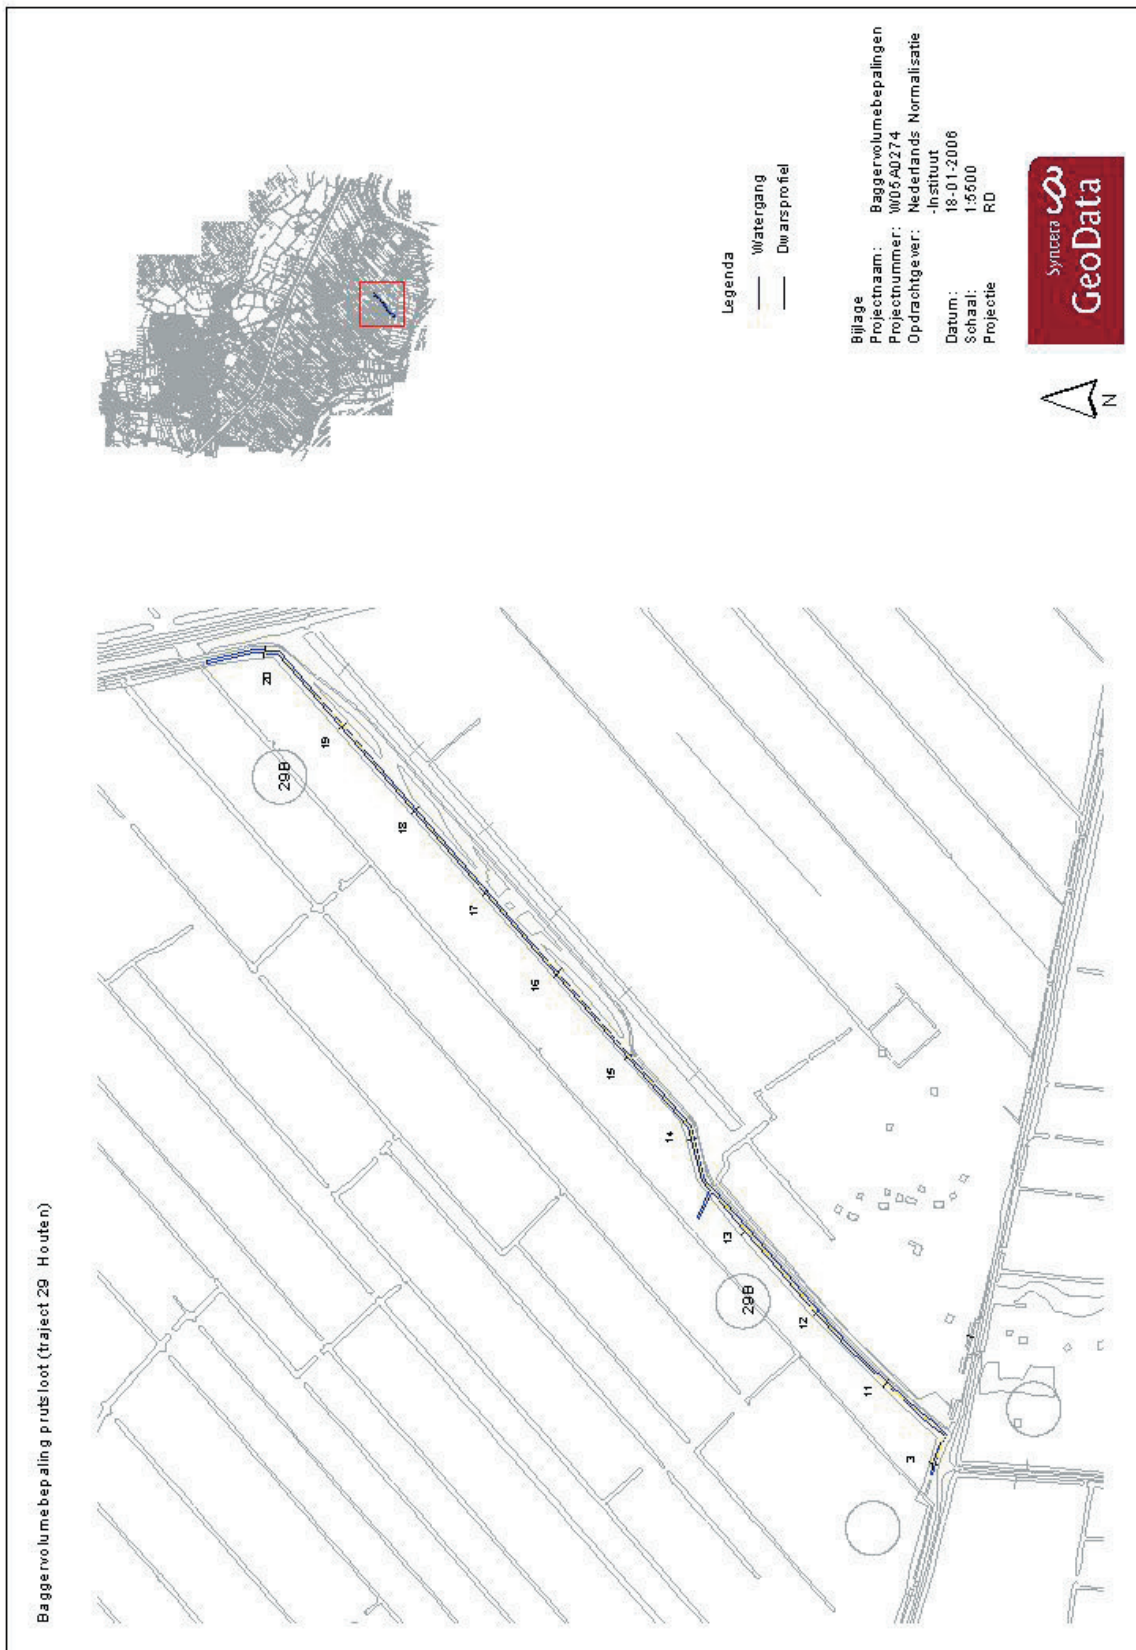 Baggervolumebepaling prutsloot (traject 29 Houten)
20
19
29B
18
17
16
15
14
13
29B
12
11
3
Legenda
Watergang
Dwarsprofiel
Bijlage
Projectnaam: Baggervolumebepalingen
Projectnummer: W05A0274
Opdrachtgever: Nederlands Normalisatie
-Instituut
Datum: 18-01-2006
Schaal: 1:5500
Projectie RD
N
Syncera
GeoData